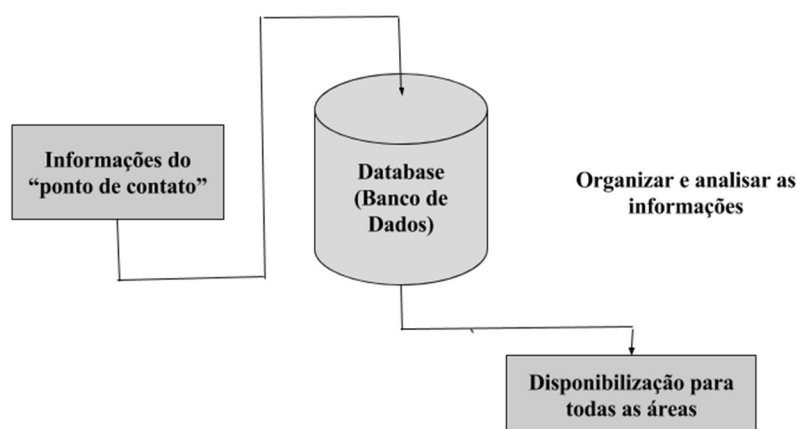 Informações do
“ponto de contato”
Database
(Banco de
Dados)
Organizar e analisar as
informações
Disponibilização para
todas as áreas